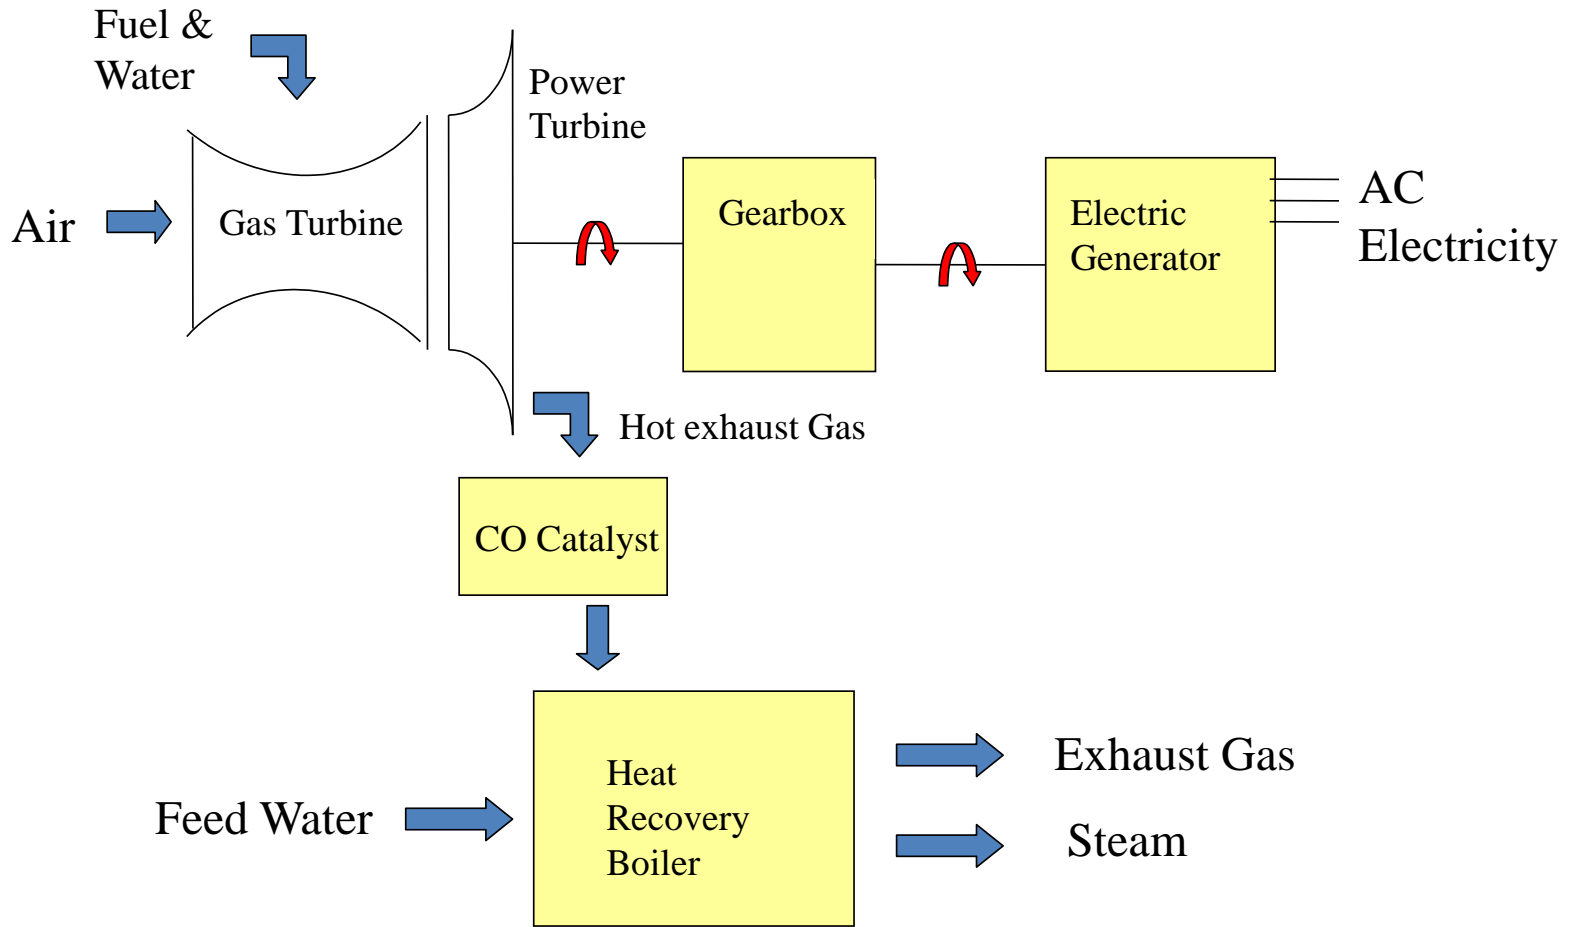 Fuel &
Water
Power
Turbine
Air
Gas Turbine
Gearbox
Electric
Generator
AC
Electricity
Hot exhaust Gas
CO Catalyst
Feed Water
Heat
Recovery
Boiler
Exhaust Gas
Steam